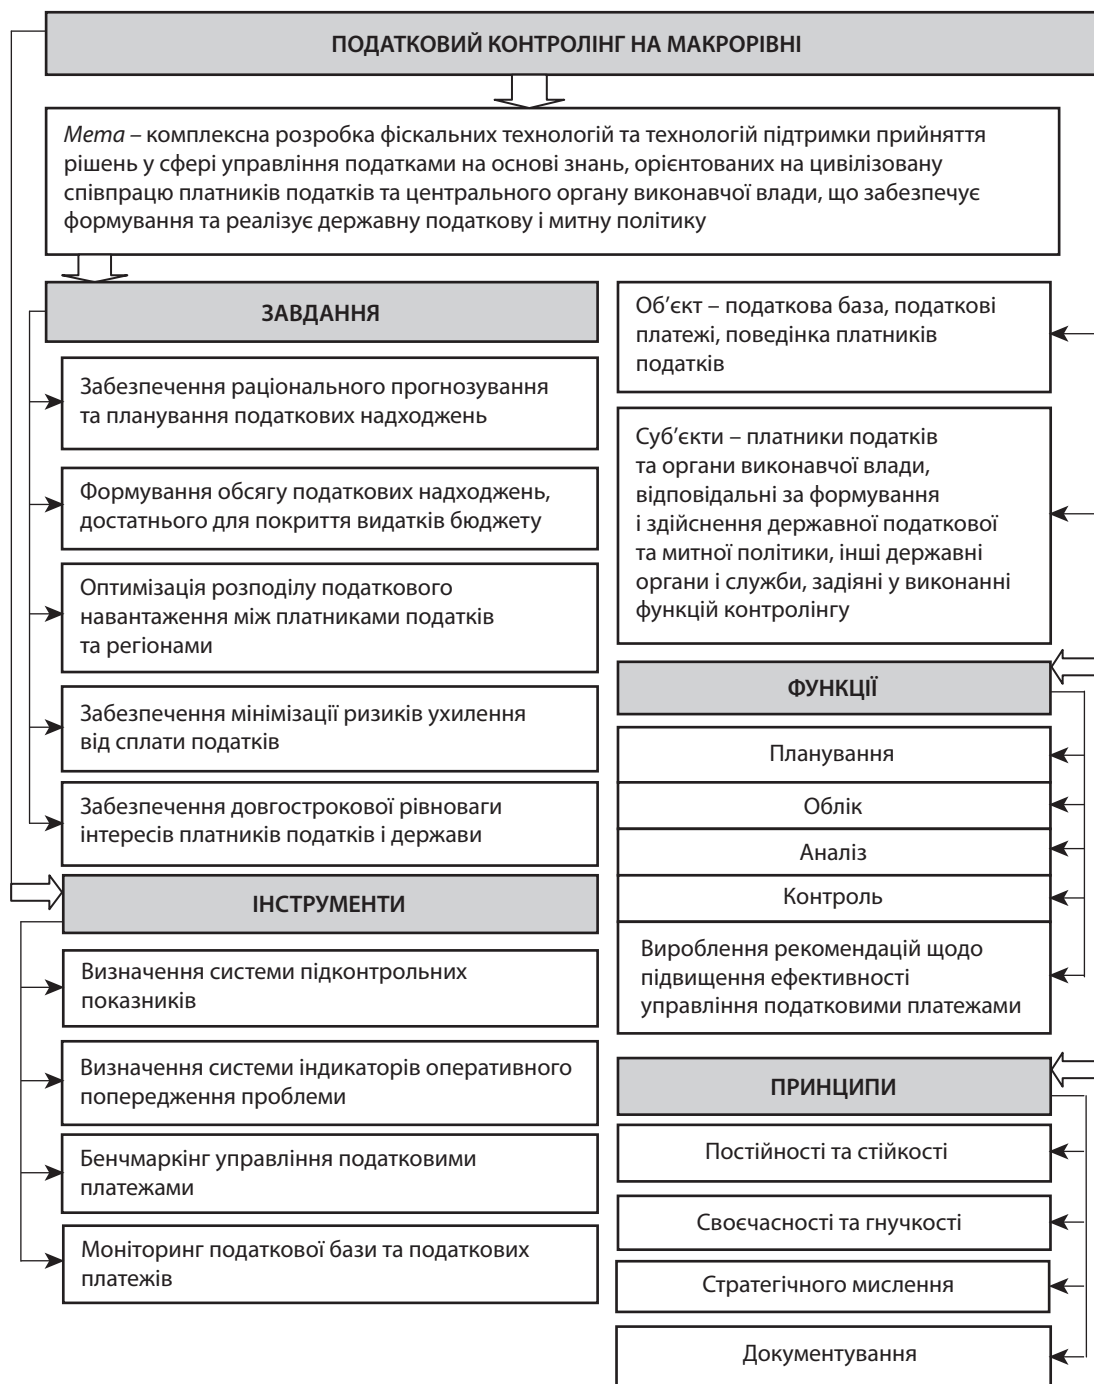 ПОДАТКОВИЙ КОНТРОЛІНГ НА МАКРОРІВНІ
Мета – комплексна розробка фіскальних технологій та технологій підтримки прийняття
рішень у сфері управління податками на основі знань, орієнтованих на цивілізовану
співпрацю платників податків та центрального органу виконавчої влади, що забезпечує
формування та реалізує державну податкову і митну політику
ЗАВДАННЯ
Забезпечення раціонального прогнозування
та планування податкових надходжень
Формування обсягу податкових надходжень,
достатнього для покриття видатків бюджету
Оптимізація розподілу податкового
навантаження між платниками податків
та регіонами
Забезпечення мінімізації ризиків ухилення
від сплати податків
Забезпечення довгострокової рівноваги
інтересів платників податків і держави
ІНСТРУМЕНТИ
Визначення системи підконтрольних
показників
Визначення системи індикаторів оперативного
попередження проблеми
Бенчмаркінг управління податковими
платежами
Моніторинг податкової бази та податкових
платежів
Об’єкт – податкова база, податкові
платежі, поведінка платників
податків
Суб’єкти – платники податків
та органи виконавчої влади,
відповідальні за формування
і здійснення державної податкової
та митної політики, інші державні
органи і служби, задіяні у виконанні
функцій контролінгу
ФУНКЦІЇ
Планування
Облік
Аналіз
Контроль
Вироблення рекомендацій щодо
підвищення ефективності
управління податковими платежами
ПРИНЦИПИ
Постійності та стійкості
Своєчасності та гнучкості
Стратегічного мислення
Документування